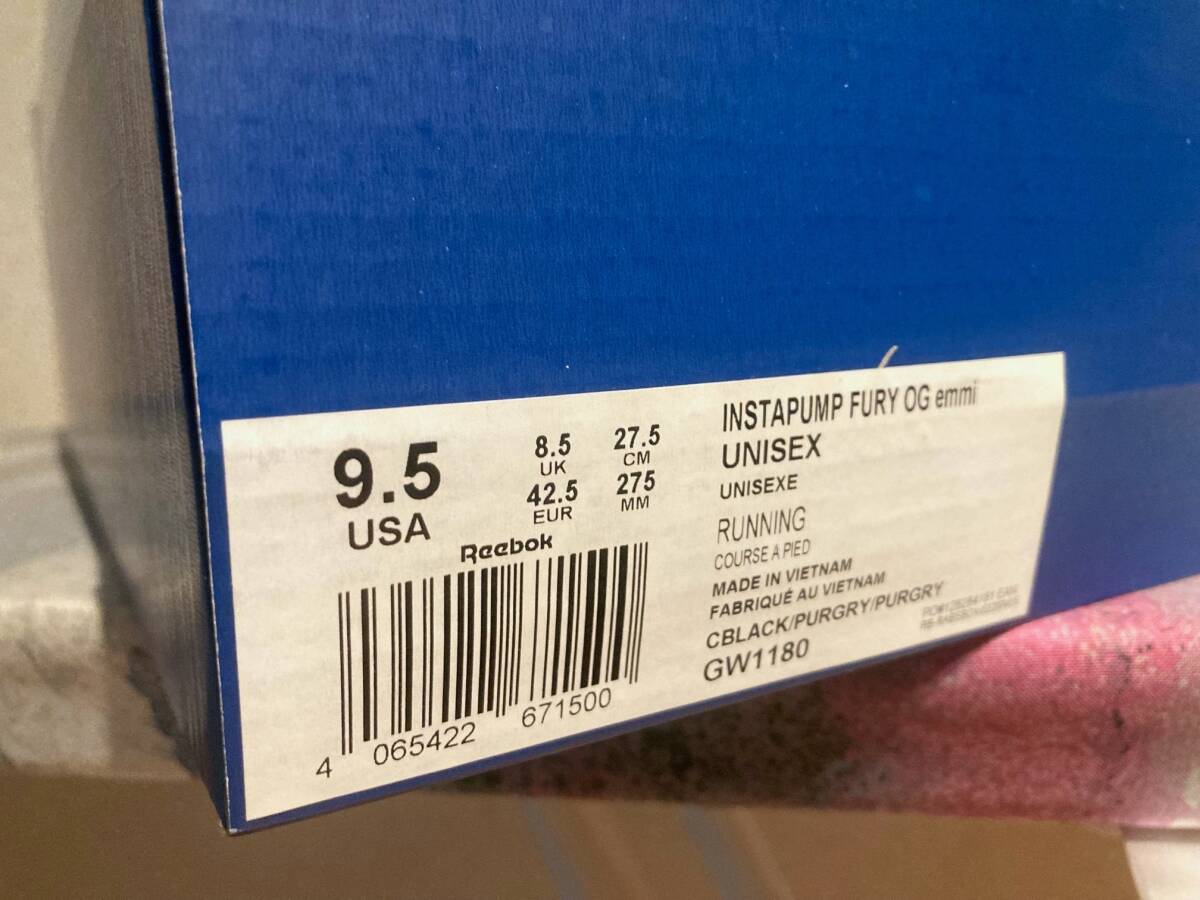 9.5
USA
8.5
UK
42.5
EUR
27.5
CM
275
MM
Reebok
4 065422 671500
INSTAPUMP FURY OG emmi
UNISEX
UNISEXE
RUNNING
COURSE A PIED
MADE IN VIETNAM
FABRIQUÉ AU VIETNAM
CBLACK/PURGRY/PURGRY
GW1180